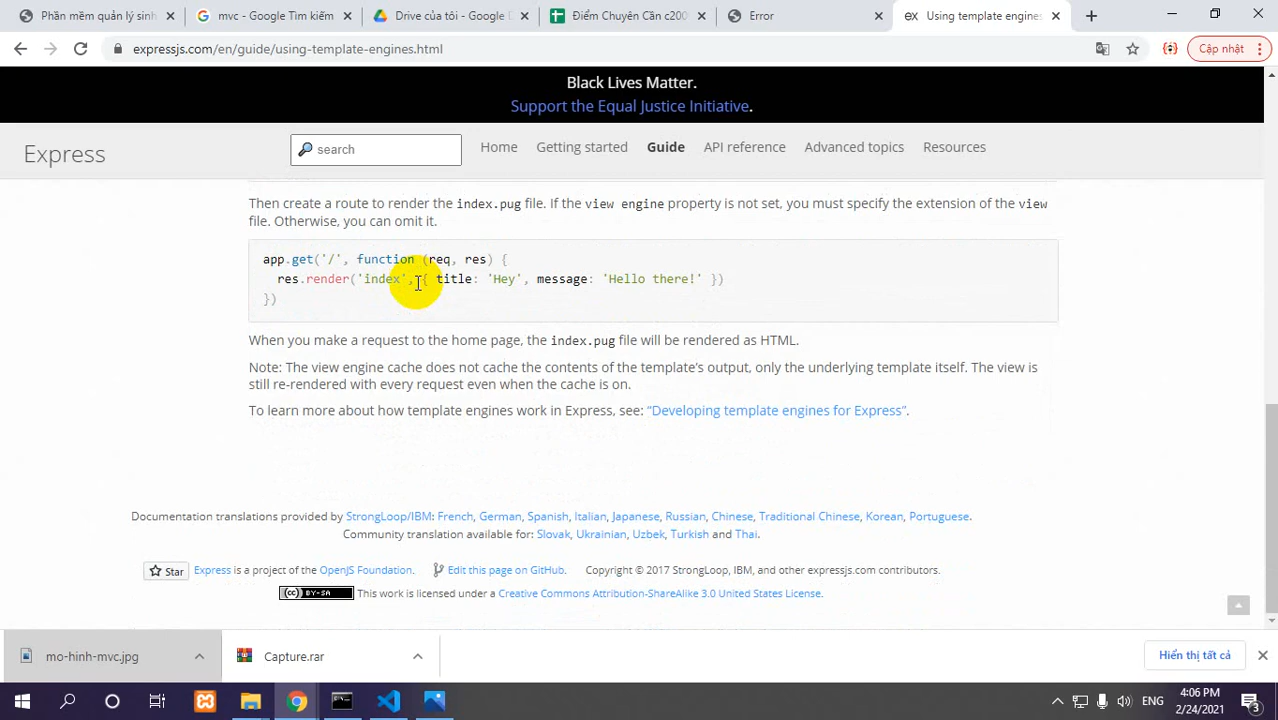 Phần mềm quản lý sinh
mvc - Google Tìm kiếm
Drive của tôi - Google D
Điểm Chuyên Cần c200
Error
Using template engines
expressjs.com/en/guide/using-template-engines.html
Cập nhật
Black Lives Matter.
Support the Equal Justice Initiative.
Express
search
Home
Getting started
Guide
API reference
Advanced topics
Resources
Then create a route to render the index.pug file. If the view engine property is not set, you must specify the extension of the view
file. Otherwise, you can omit it.
app.get('/', function (req, res) {
res.render('index', { title: 'Hey', message: 'Hello there!' })
})
When you make a request to the home page, the index.pug file will be rendered as HTML.
Note: The view engine cache does not cache the contents of the template's output, only the underlying template itself. The view is
still re-rendered with every request even when the cache is on.
To learn more about how template engines work in Express, see: "Developing template engines for Express".
Documentation translations provided by StrongLoop/IBM: French, German, Spanish, Italian, Japanese, Russian, Chinese, Traditional Chinese, Korean, Portuguese.
Community translation available for: Slovak, Ukrainian, Uzbek, Turkish and Thai.
Star
Express is a project of the OpenJS Foundation.
Edit this page on GitHub.
Copyright © 2017 StrongLoop, IBM, and other expressjs.com contributors.
(cc) BY-SA
This work is licensed under a Creative Commons Attribution-ShareAlike 3.0 United States License.
mo-hinh-mvc.jpg
Capture.rar
Hiển thị tất cả
ENG
4:06 PM
2/24/2021
3